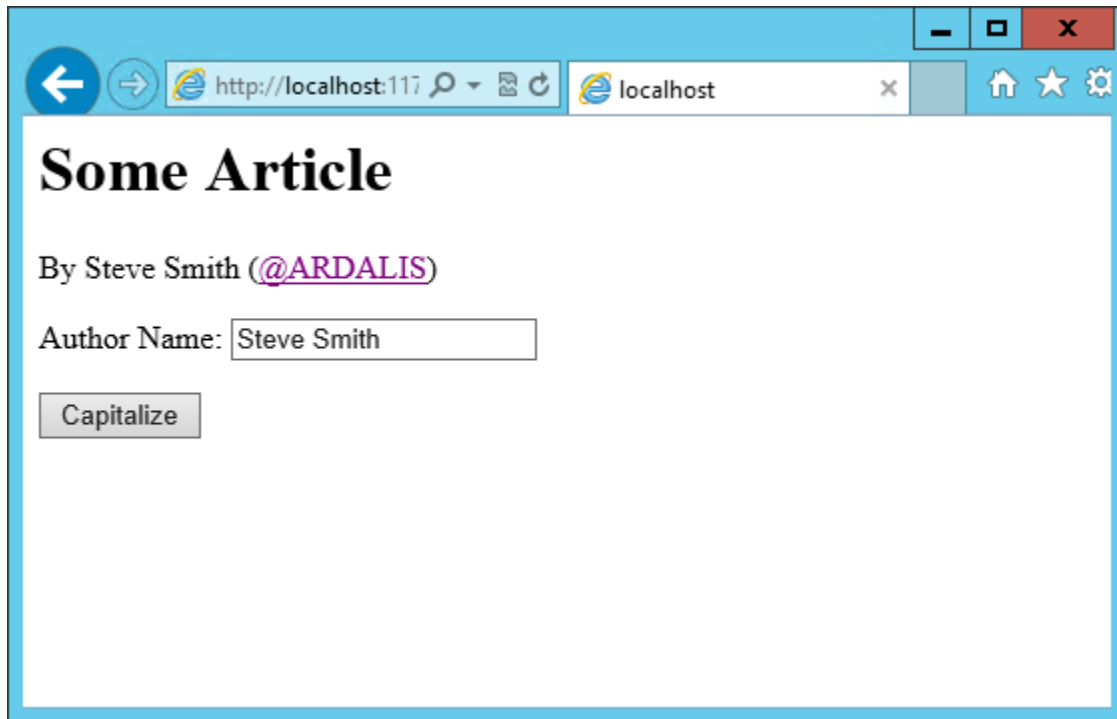 http://localhost:117
localhost
Some Article
By Steve Smith (@ARDALIS)
Author Name: Steve Smith
Capitalize